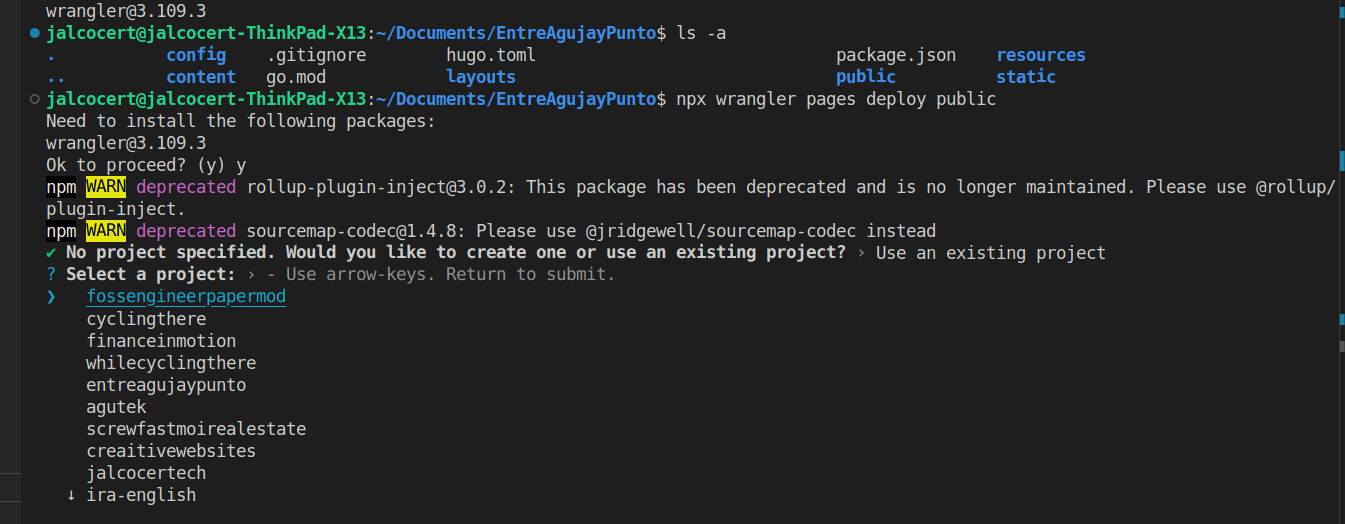 wrangler@3.109.3
jalcocert@jalcocert-ThinkPad-X13:~/Documents/EntreAgujayPunto$ ls -a
. config .gitignore hugo.toml package.json resources
.. content go.mod layouts public static
jalcocert@jalcocert-ThinkPad-X13:~/Documents/EntreAgujayPunto$ npx wrangler pages deploy public
Need to install the following packages:
wrangler@3.109.3
Ok to proceed? (y) y
npm WARN deprecated rollup-plugin-inject@3.0.2: This package has been deprecated and is no longer maintained. Please use @rollup/
plugin-inject.
npm WARN deprecated sourcemap-codec@1.4.8: Please use @jridgewell/sourcemap-codec instead
✔ No project specified. Would you like to create one or use an existing project? › Use an existing project
? Select a project: › - Use arrow-keys. Return to submit.
❯ fossengineerpapermod
cyclingthere
financeinmotion
whilecyclingthere
entreagujaypunto
agutek
screwfastmoirealestate
creaitivewebsites
jalcocertech
↓ ira-english